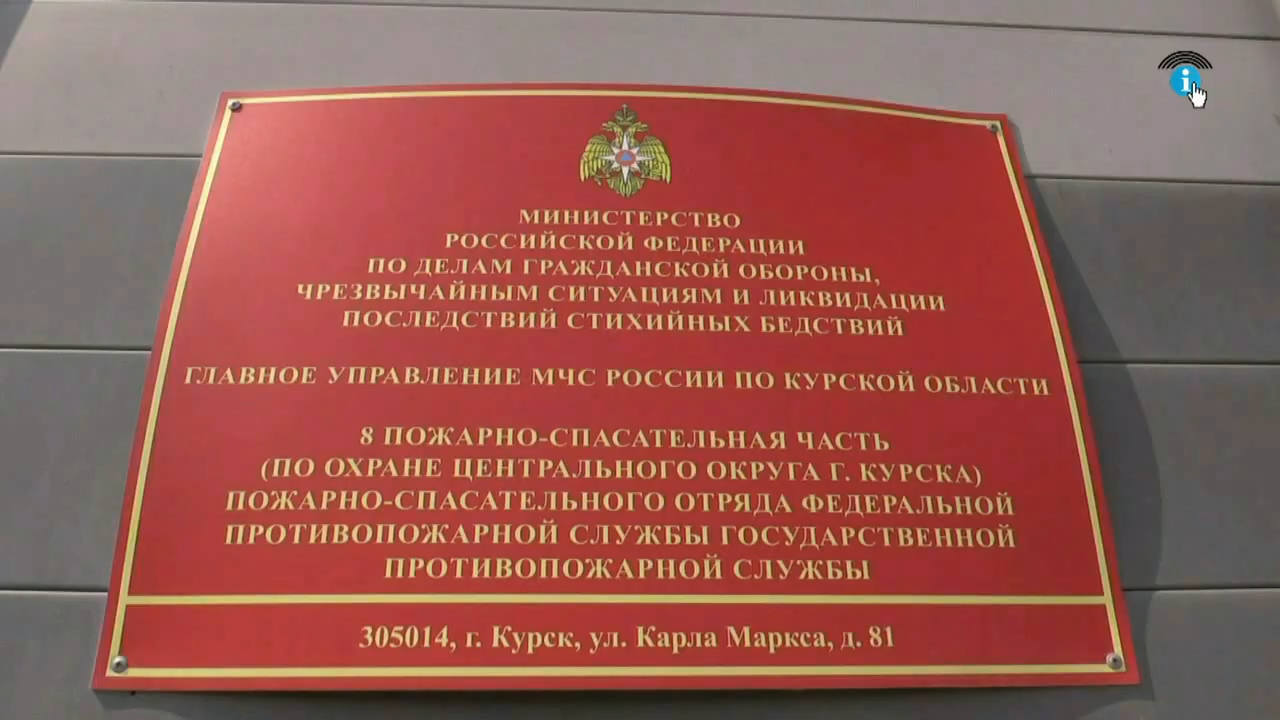 i
МИНИСТЕРСТВО
РОССИЙСКОЙ ФЕДЕРАЦИИ
ПО ДЕЛАМ ГРАЖДАНСКОЙ ОБОРОНЫ,
ЧРЕЗВЫЧАЙНЫМ СИТУАЦИЯМ И ЛИКВИДАЦИИ
ПОСЛЕДСТВИЙ СТИХИЙНЫХ БЕДСТВИЙ
ГЛАВНОЕ УПРАВЛЕНИЕ МЧС РОССИИ ПО КУРСКОЙ ОБЛАСТИ
8 ПОЖАРНО-СПАСАТЕЛЬНАЯ ЧАСТЬ
(ПО ОХРАНЕ ЦЕНТРАЛЬНОГО ОКРУГА Г. КУРСКА)
ПОЖАРНО-СПАСАТЕЛЬНОГО ОТРЯДА ФЕДЕРАЛЬНОЙ
ПРОТИВОПОЖАРНОЙ СЛУЖБЫ ГОСУДАРСТВЕННОЙ
ПРОТИВОПОЖАРНОЙ СЛУЖБЫ
305014, г. Курск, ул. Карла Маркса, д. 81